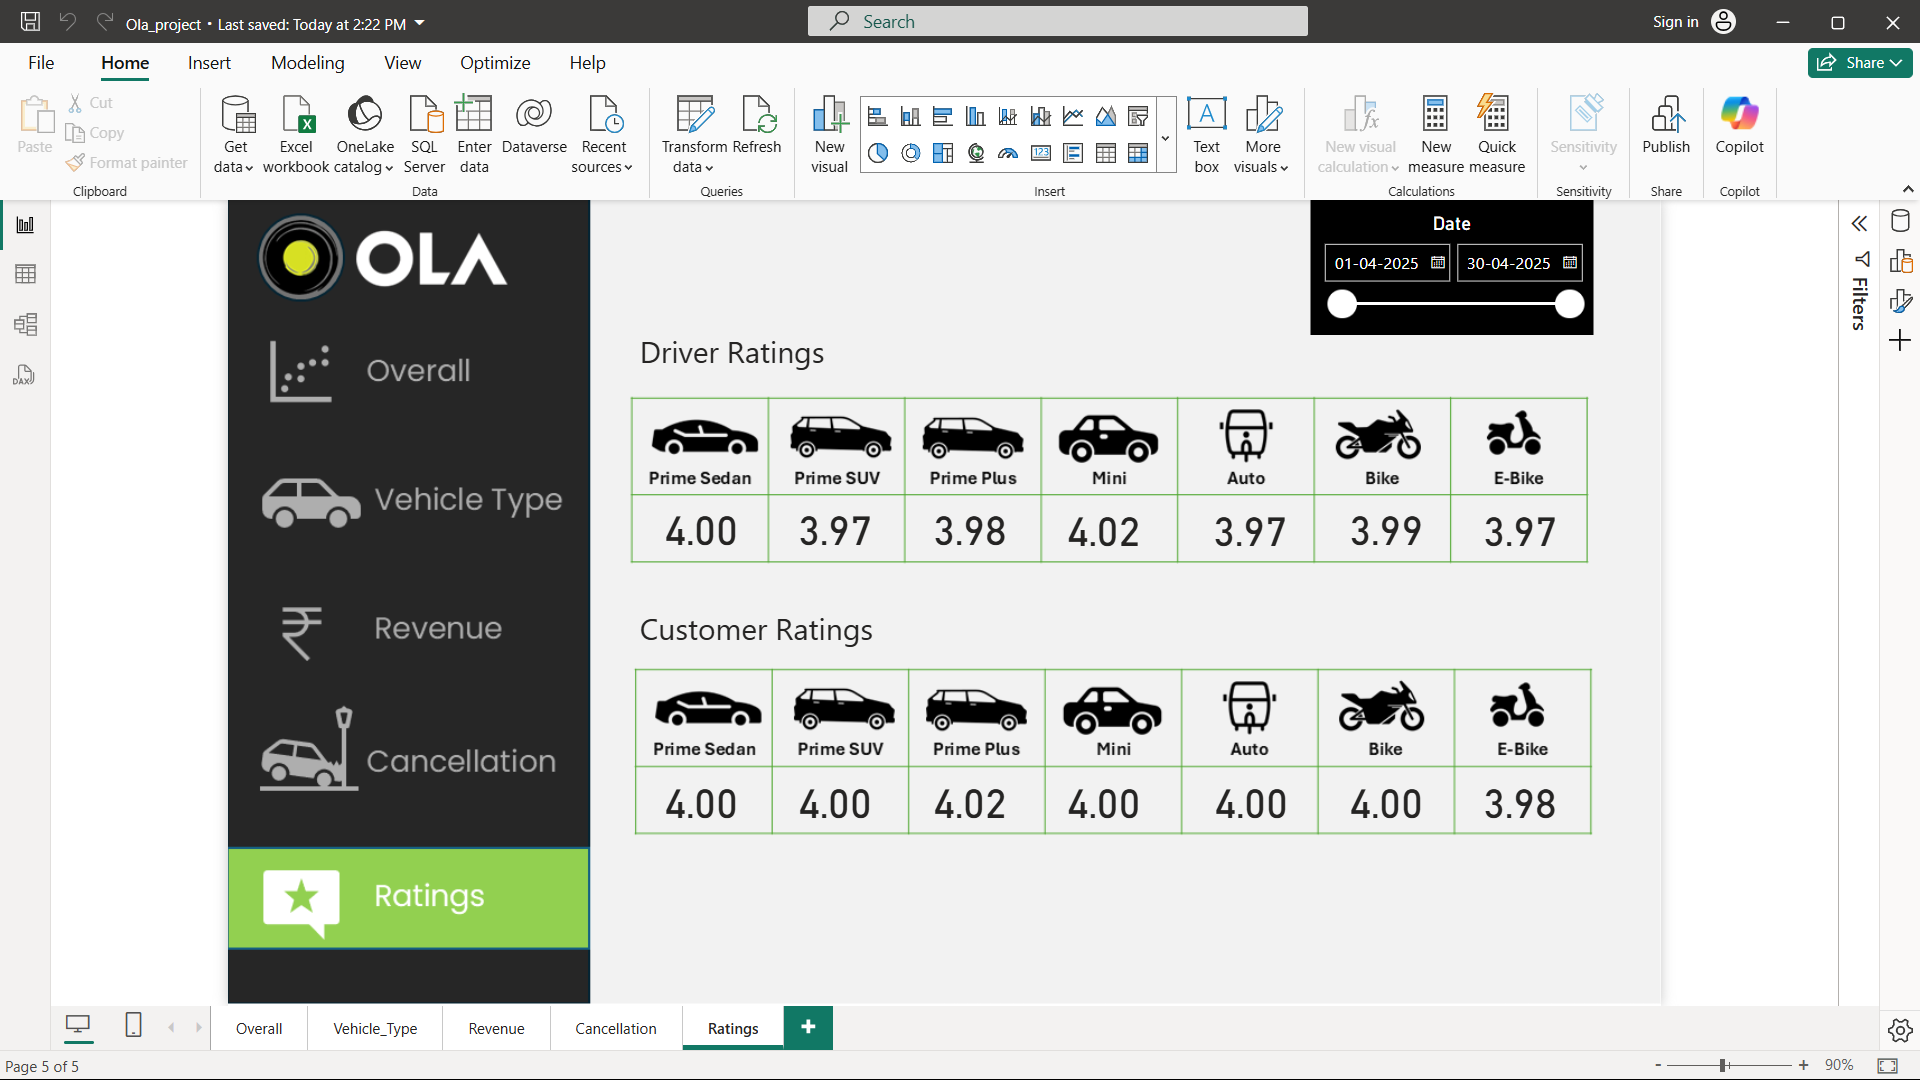 Ola_project • Last saved: Today at 2:22 PM
Search
Sign in
File Home Insert Modeling View Optimize Help
Share
Paste
Cut
Copy
Format painter
Clipboard
Get data
Excel workbook
OneLake catalog
SQL Server
Enter data
Dataverse
Recent sources
Data
Transform data
Refresh
Queries
New visual
Text box
More visuals
Insert
New visual calculation
New measure
Quick measure
Calculations
Sensitivity
Sensitivity
Publish
Share
Copilot
Copilot
OLA
Overall
Vehicle Type
Revenue
Cancellation
Ratings
Date
01-04-2025 30-04-2025
Driver Ratings
Prime Sedan Prime SUV Prime Plus Mini Auto Bike E-Bike
4.00 3.97 3.98 4.02 3.97 3.99 3.97
Customer Ratings
Prime Sedan Prime SUV Prime Plus Mini Auto Bike E-Bike
4.00 4.00 4.02 4.00 4.00 4.00 3.98
Filters
DAX
123
Overall Vehicle_Type Revenue Cancellation Ratings +
Page 5 of 5
- + 90%